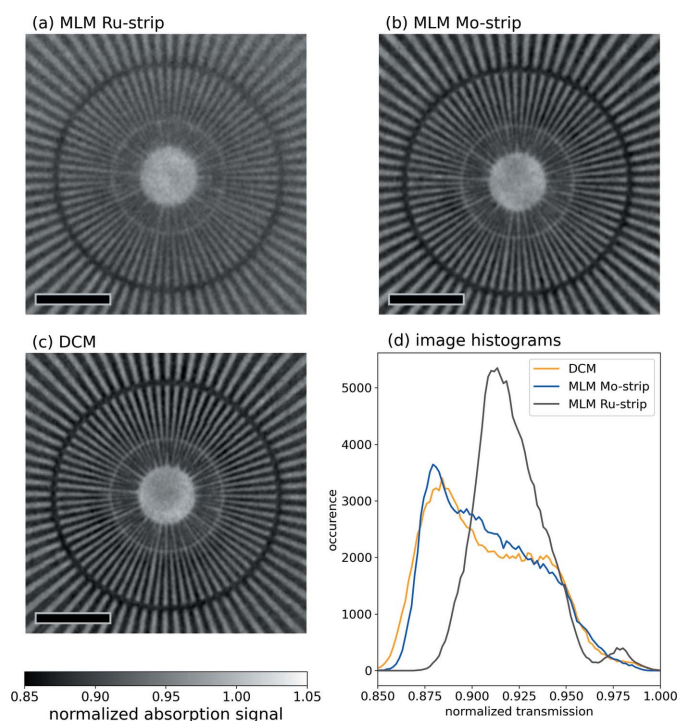 (a) MLM Ru-strip
(b) MLM Mo-strip
(c) DCM
(d) image histograms
DCM
MLM Mo-strip
MLM Ru-strip
5000
4000
3000
2000
1000
0
occurence
0.850 0.875 0.900 0.925 0.950 0.975 1.000
normalized transmission
0.85 0.90 0.95 1.00 1.05
normalized absorption signal